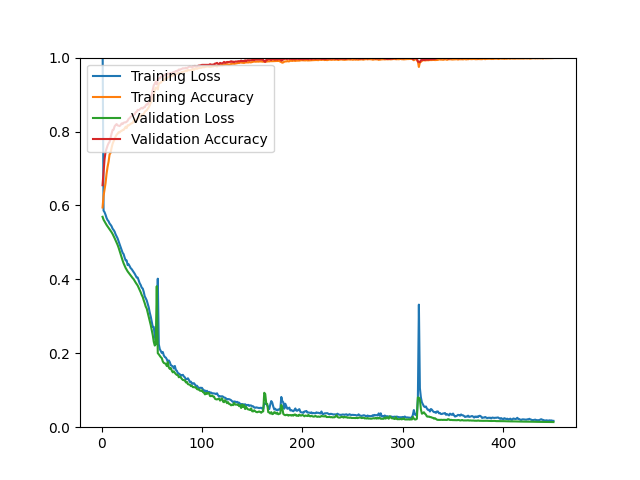 1.0
0.8
0.6
0.4
0.2
0.0
Training Loss
Training Accuracy
Validation Loss
Validation Accuracy
0 100 200 300 400